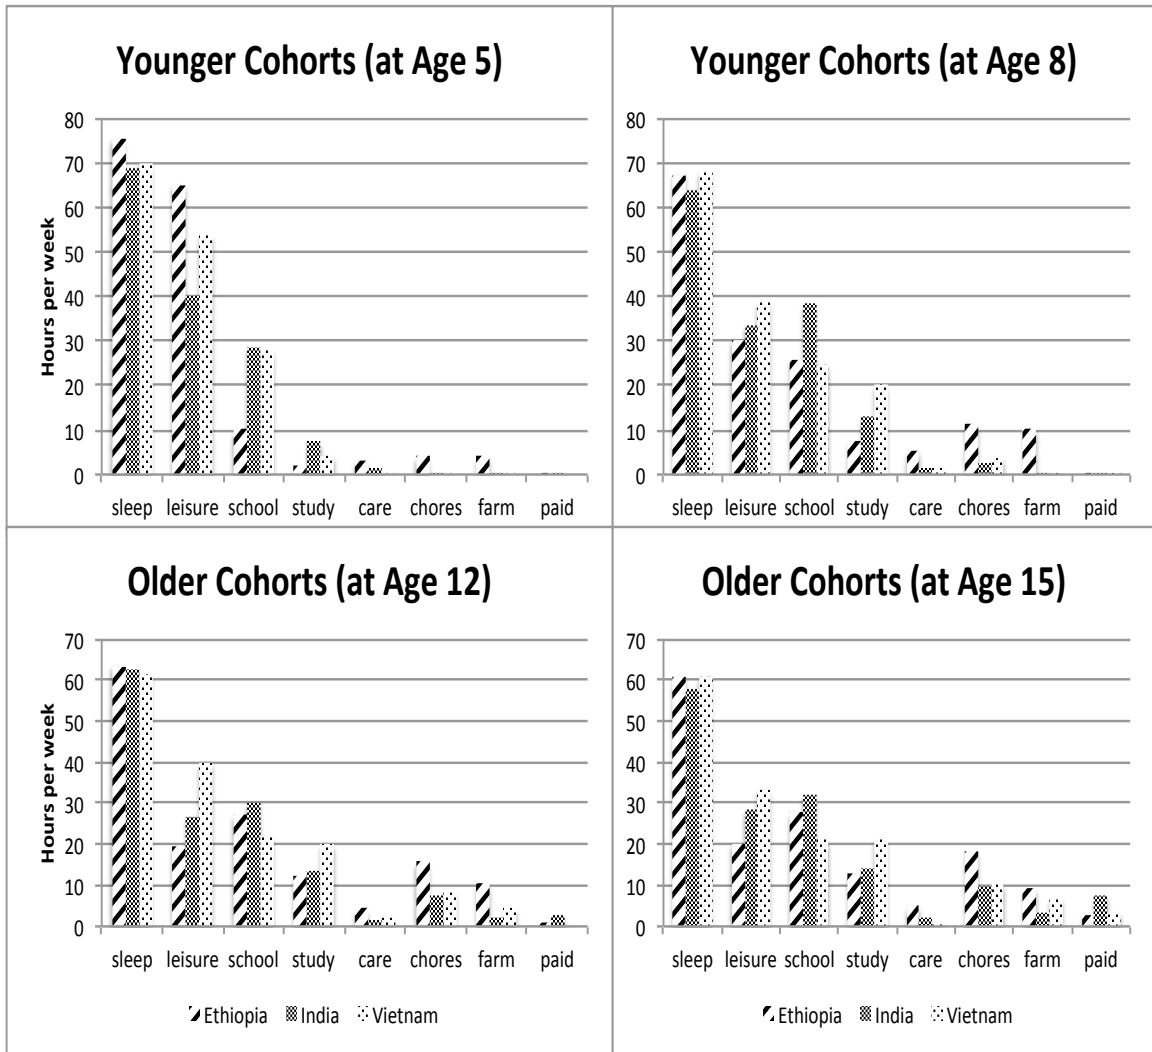 Younger Cohorts (at Age 5)
Hours per week
80
70
60
50
40
30
20
10
0
sleep leisure school study care chores farm paid
Younger Cohorts (at Age 8)
80
70
60
50
40
30
20
10
0
sleep leisure school study care chores farm paid
Older Cohorts (at Age 12)
Hours per week
70
60
50
40
30
20
10
0
sleep leisure school study care chores farm paid
Ethiopia India Vietnam
Older Cohorts (at Age 15)
70
60
50
40
30
20
10
0
sleep leisure school study care chores farm paid
Ethiopia India Vietnam